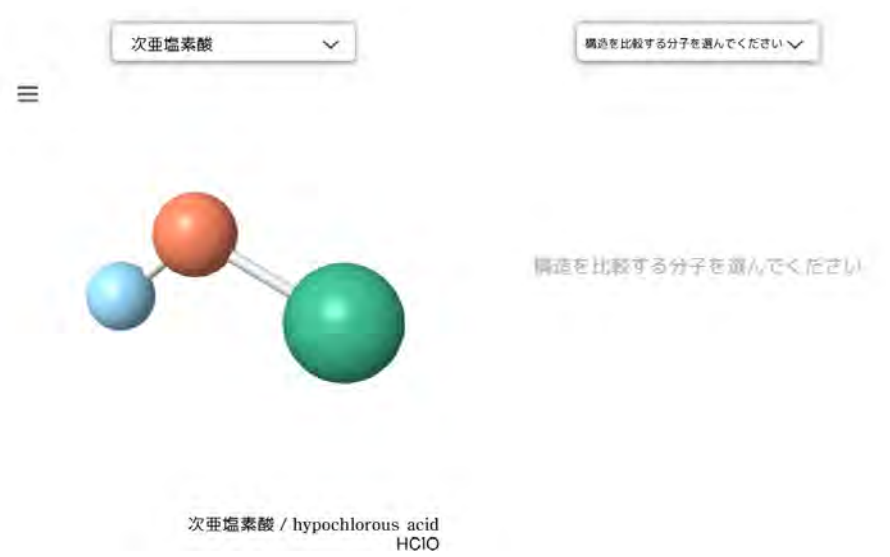 次亜塩素酸
構造を比較する分子を選んでください
構造を比較する分子を選んでください
次亜塩素酸 / hypochlorous acid
HClO